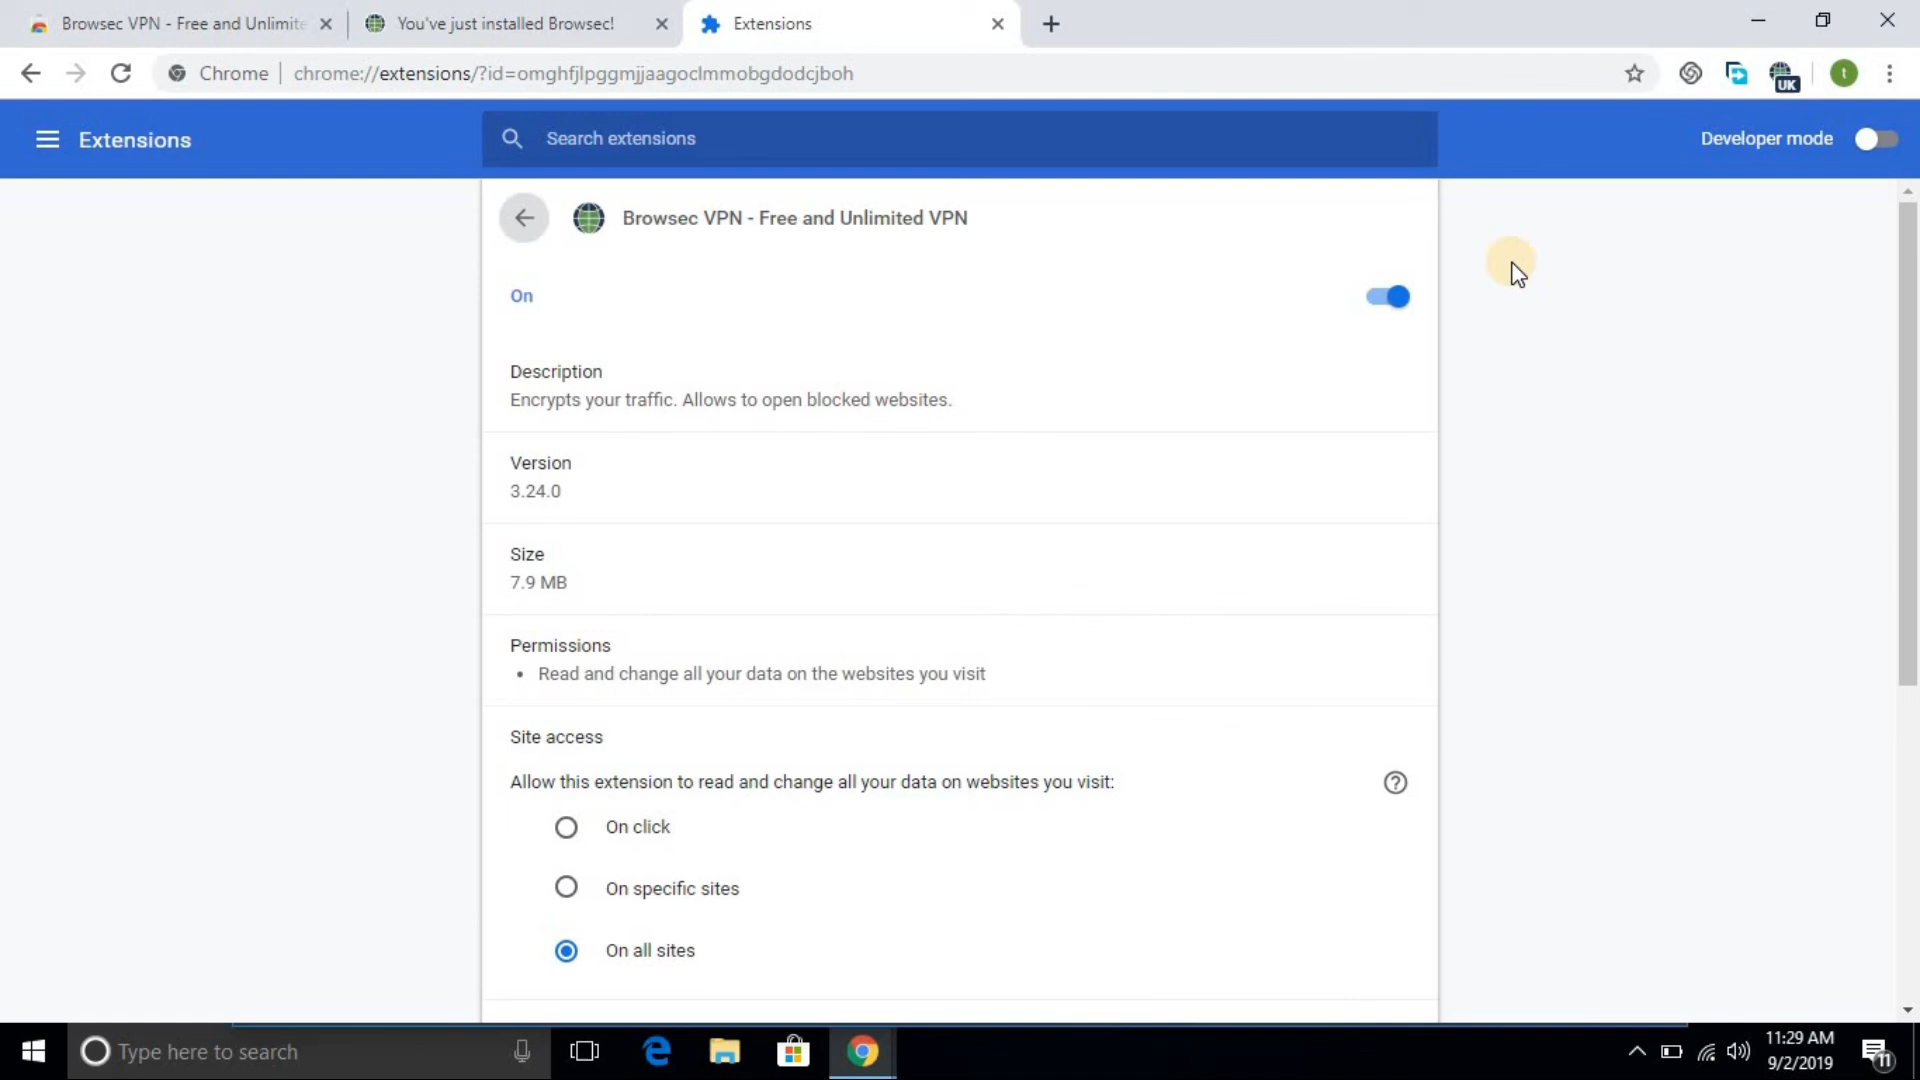 Browsec VPN - Free and Unlimite
You've just installed Browsec!
Extensions
Chrome
chrome://extensions/?id=omghfjlpggmjjaagoclmmobgdodcjboh
UK
t
Extensions
Search extensions
Developer mode
Browsec VPN - Free and Unlimited VPN
On
Description
Encrypts your traffic. Allows to open blocked websites.
Version
3.24.0
Size
7.9 MB
Permissions
• Read and change all your data on the websites you visit
Site access
Allow this extension to read and change all your data on websites you visit:
On click
On specific sites
On all sites
Type here to search
11:29 AM
9/2/2019
11